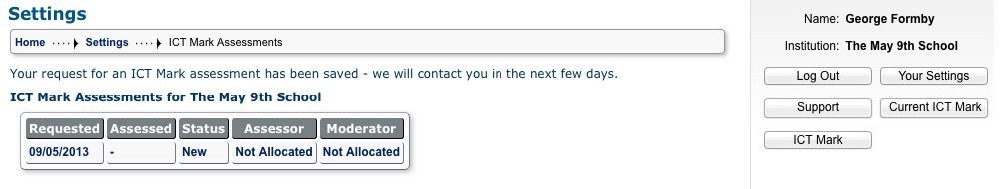 Settings
Home ····▸ Settings ····▸ ICT Mark Assessments
Your request for an ICT Mark assessment has been saved - we will contact you in the next few days.
ICT Mark Assessments for The May 9th School
Requested Assessed Status Assessor Moderator
09/05/2013 - New Not Allocated Not Allocated
Name: George Formby
Institution: The May 9th School
Log Out Your Settings
Support Current ICT Mark
ICT Mark